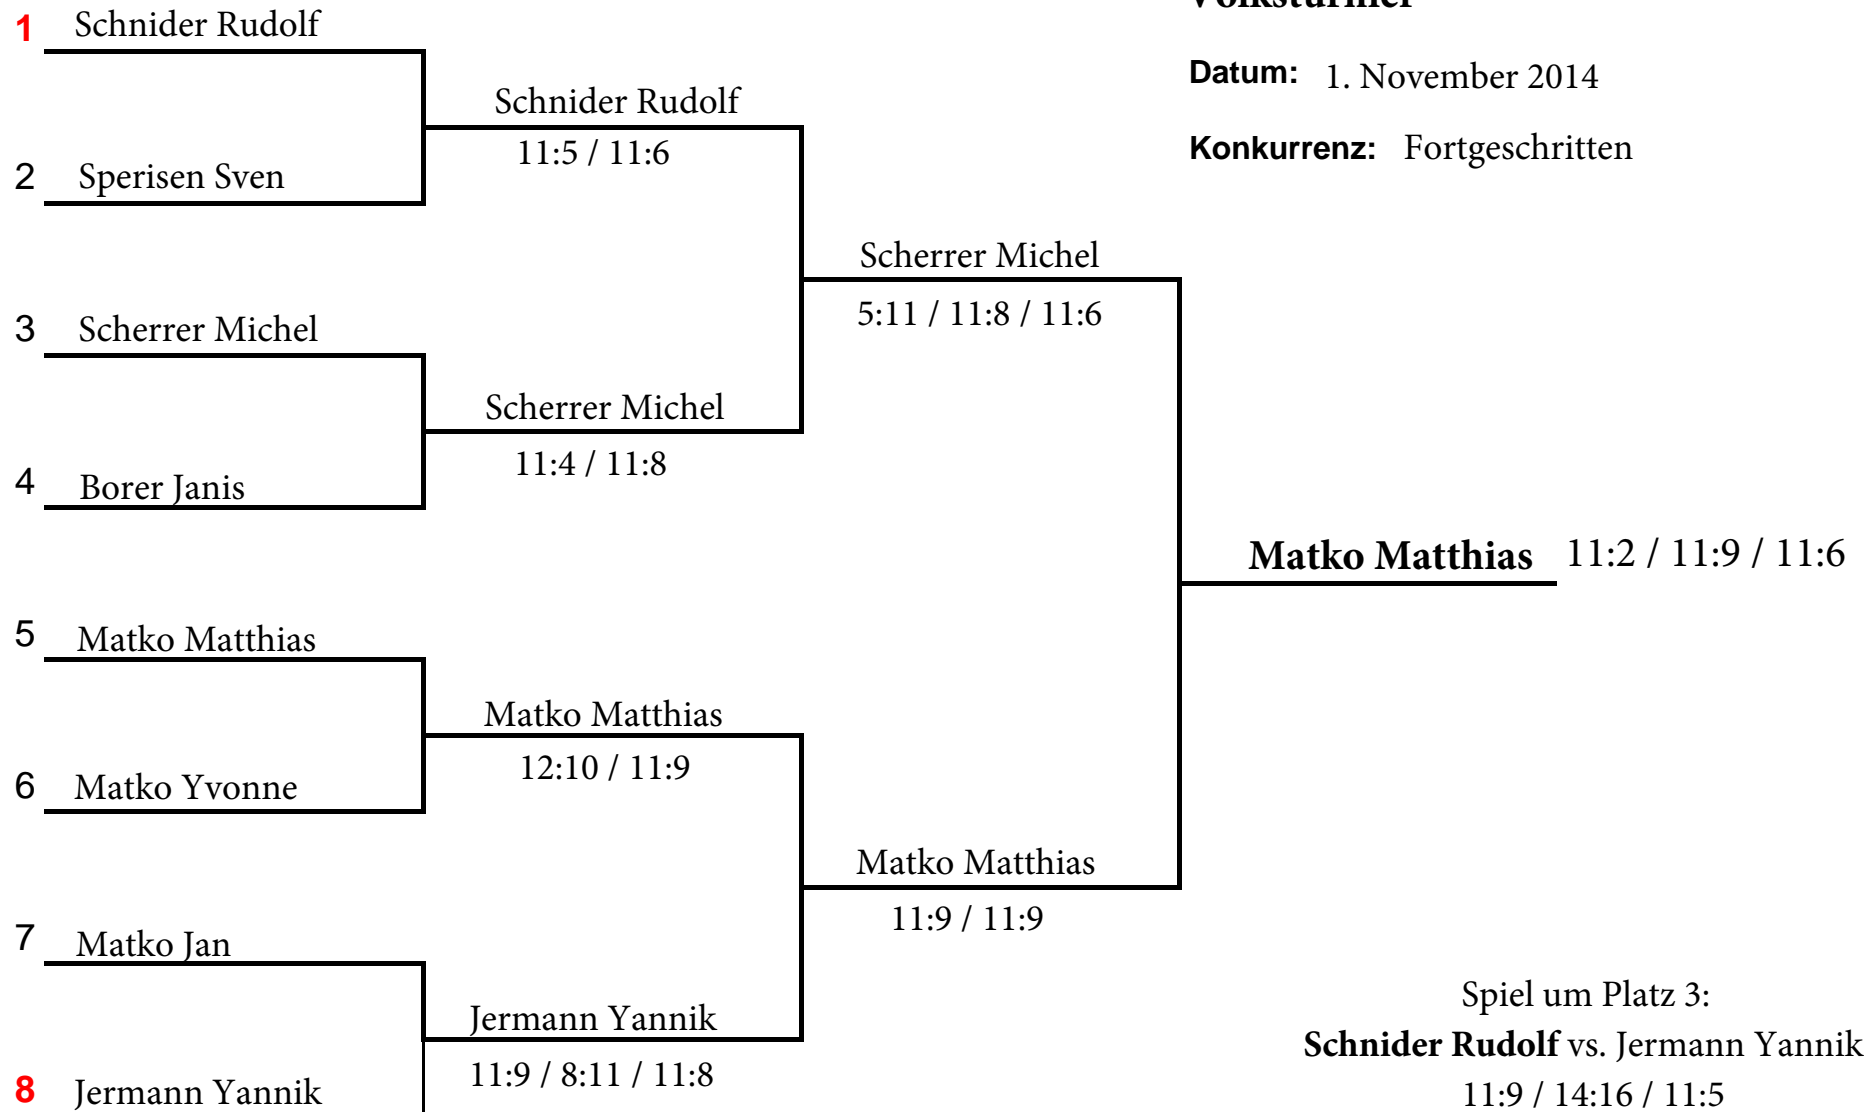 Volksturnier
Datum: 1. November 2014
Konkurrenz: Fortgeschritten
1 Schnider Rudolf
2 Sperisen Sven
3 Scherrer Michel
4 Borer Janis
5 Matko Matthias
6 Matko Yvonne
7 Matko Jan
8 Jermann Yannik
Schnider Rudolf
11:5 / 11:6
Scherrer Michel
11:4 / 11:8
Matko Matthias
12:10 / 11:9
Jermann Yannik
11:9 / 8:11 / 11:8
Scherrer Michel
5:11 / 11:8 / 11:6
Matko Matthias
11:9 / 11:9
Matko Matthias 11:2 / 11:9 / 11:6
Spiel um Platz 3:
Schnider Rudolf vs. Jermann Yannik
11:9 / 14:16 / 11:5